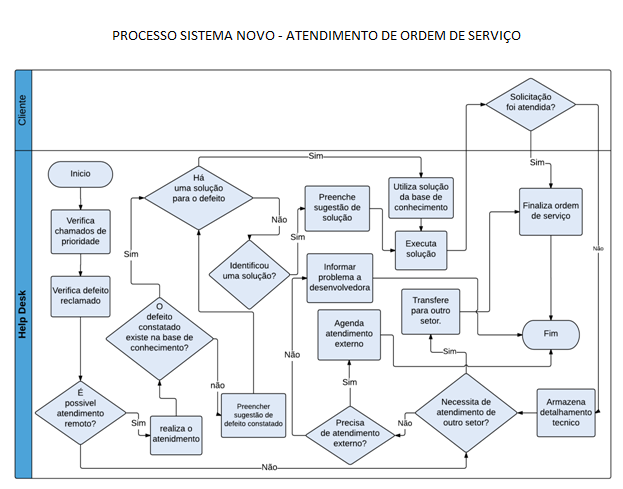 PROCESSO SISTEMA NOVO - ATENDIMENTO DE ORDEM DE SERVIÇO
Cliente
Solicitação
foi atendida?
Help Desk
Inicio
Verifica
chamados de
prioridade
Verifica defeito
reclamado
É
possivel
atendimento
remoto?
Sim
Não
realiza o
atenidmento
O
defeito
constatado
existe na base de
conhecimento?
Sim
não
Preencher
sugestão de
defeito constatado
Há
uma solução
para o defeito
Sim
Não
Identificou
uma solução?
Sim
Não
Preenche
sugestão de
solução
Utiliza solução
da base de
conhecimento
Executa
solução
Sim
Não
Finaliza ordem
de serviço
Informar
problema a
desenvolvedora
Agenda
atendimento
externo
Sim
Precisa
de atendimento
externo?
Não
Transfere
para outro
setor.
Sim
Necessita de
atendimento de
outro setor?
Armazena
detalhamento
tecnico
Fim